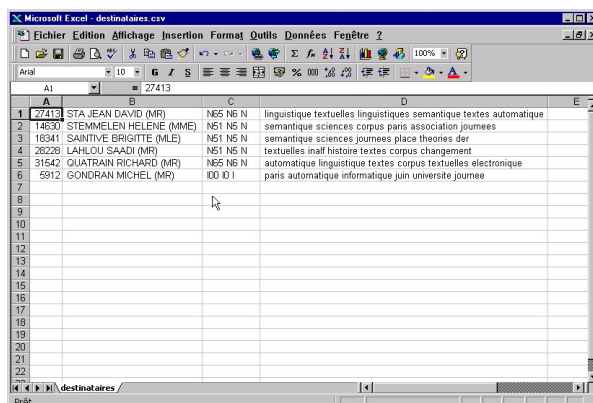 Microsoft Excel - destinataires.csv
Fichier Edition Affichage Insertion Format Outils Données Fenêtre ?
100%
Arial 10 G I S
A1 = 27413
A B C D E
1 27413 STA JEAN DAVID (MR) N65 N6 N linguistique textuelles linguistiques semantique textes automatique
2 14630 STEMMELEN HELENE (MME) N51 N5 N semantique sciences corpus paris association journees
3 18341 SAINTIVE BRIGITTE (MLE) N51 N5 N semantique sciences journees place theories der
4 28228 LAHLOU SAADI (MR) N51 N5 N textuelles inalf histoire textes corpus changement
5 31542 QUATRAIN RICHARD (MR) N65 N6 N automatique linguistique textes corpus textuelles electronique
6 5912 GONDRAN MICHEL (MR) I00 I0 I paris automatique informatique juin universite journee
7
8
9
10
11
12
13
14
15
16
17
18
19
20
21
22
destinataires
Prêt